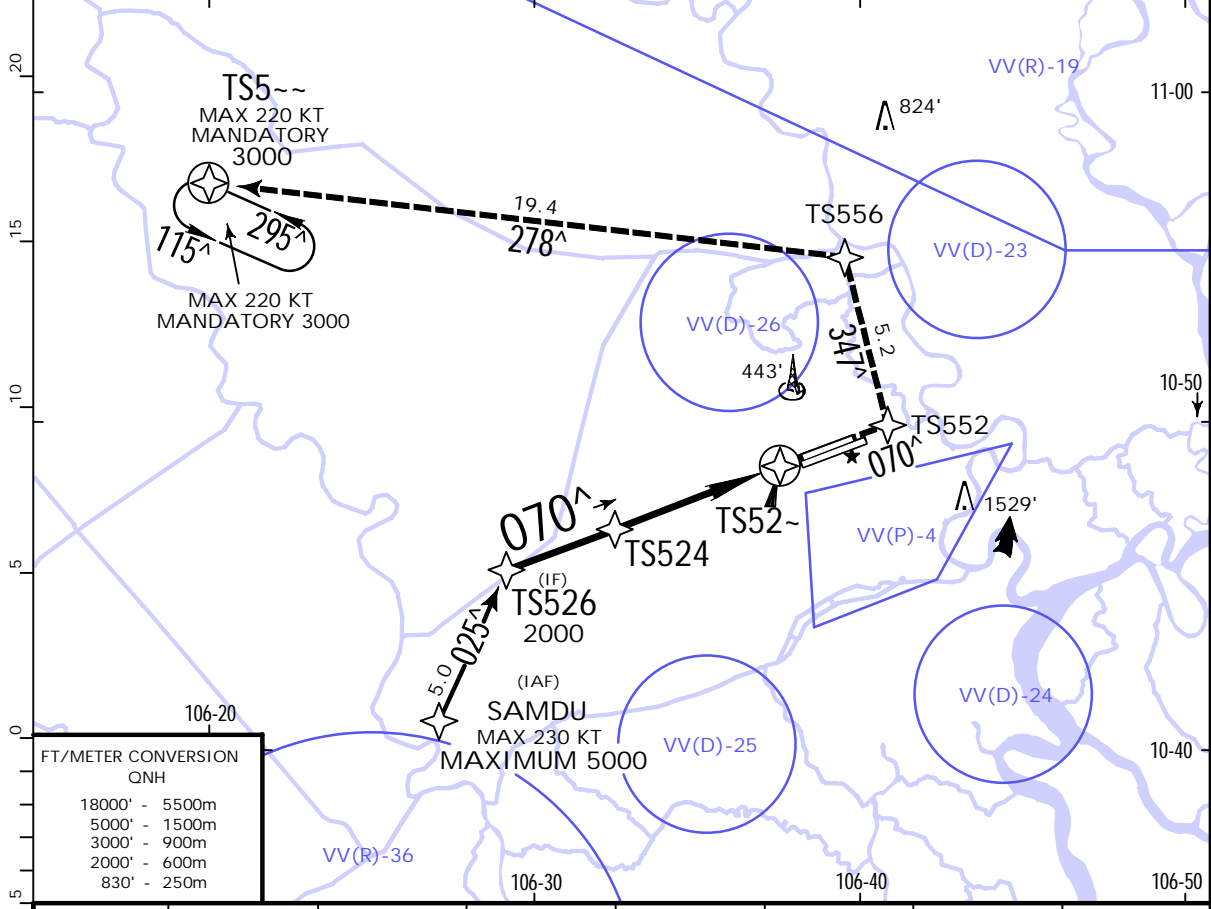 20
VV(R)-19
TS5~~
MAX 220 KT
MANDATORY
3000
11-00
824'
19.4
278^
TS556
15
115^
295^
VV(D)-23
MAX 220 KT
MANDATORY 3000
VV(D)-26
347^
5.2
443'
10-50
10
TS552
070^
070^
TS52~
1529'
TS524
VV(P)-4
5
(IF)
TS526
2000
025^
5.0
(IAF)
SAMDU
MAX 230 KT
MAXIMUM 5000
VV(D)-24
VV(D)-25
106-20
0
10-40
FT/METER CONVERSION
QNH
18000' - 5500m
5000' - 1500m
3000' - 900m
2000' - 600m
830' - 250m
VV(R)-36
5
106-30
106-40
106-50